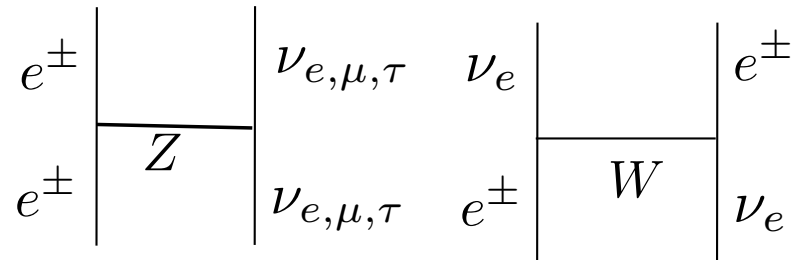 e^± ν_{e,μ,τ} ν_e e^±
Z W
e^± ν_{e,μ,τ} e^± ν_e